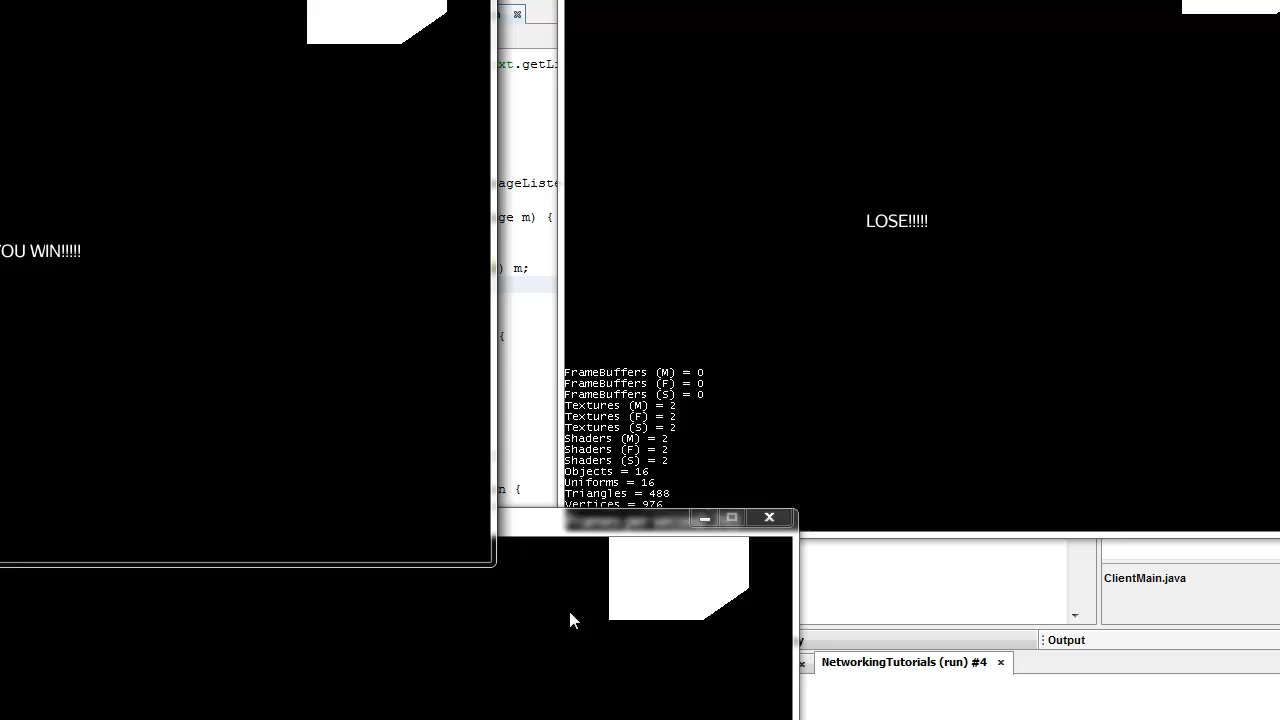 xt.getLi
ageListe
ge m) {
) m;
{
n {
OU WIN!!!!!
LOSE!!!!!
FrameBuffers (M) = 0
FrameBuffers (F) = 0
FrameBuffers (S) = 0
Textures (M) = 2
Textures (F) = 2
Textures (S) = 2
Shaders (M) = 2
Shaders (F) = 2
Shaders (S) = 2
Objects = 16
Uniforms = 16
Triangles = 488
Vertices = 976
ClientMain.java
y
Output
NetworkingTutorials (run) #4